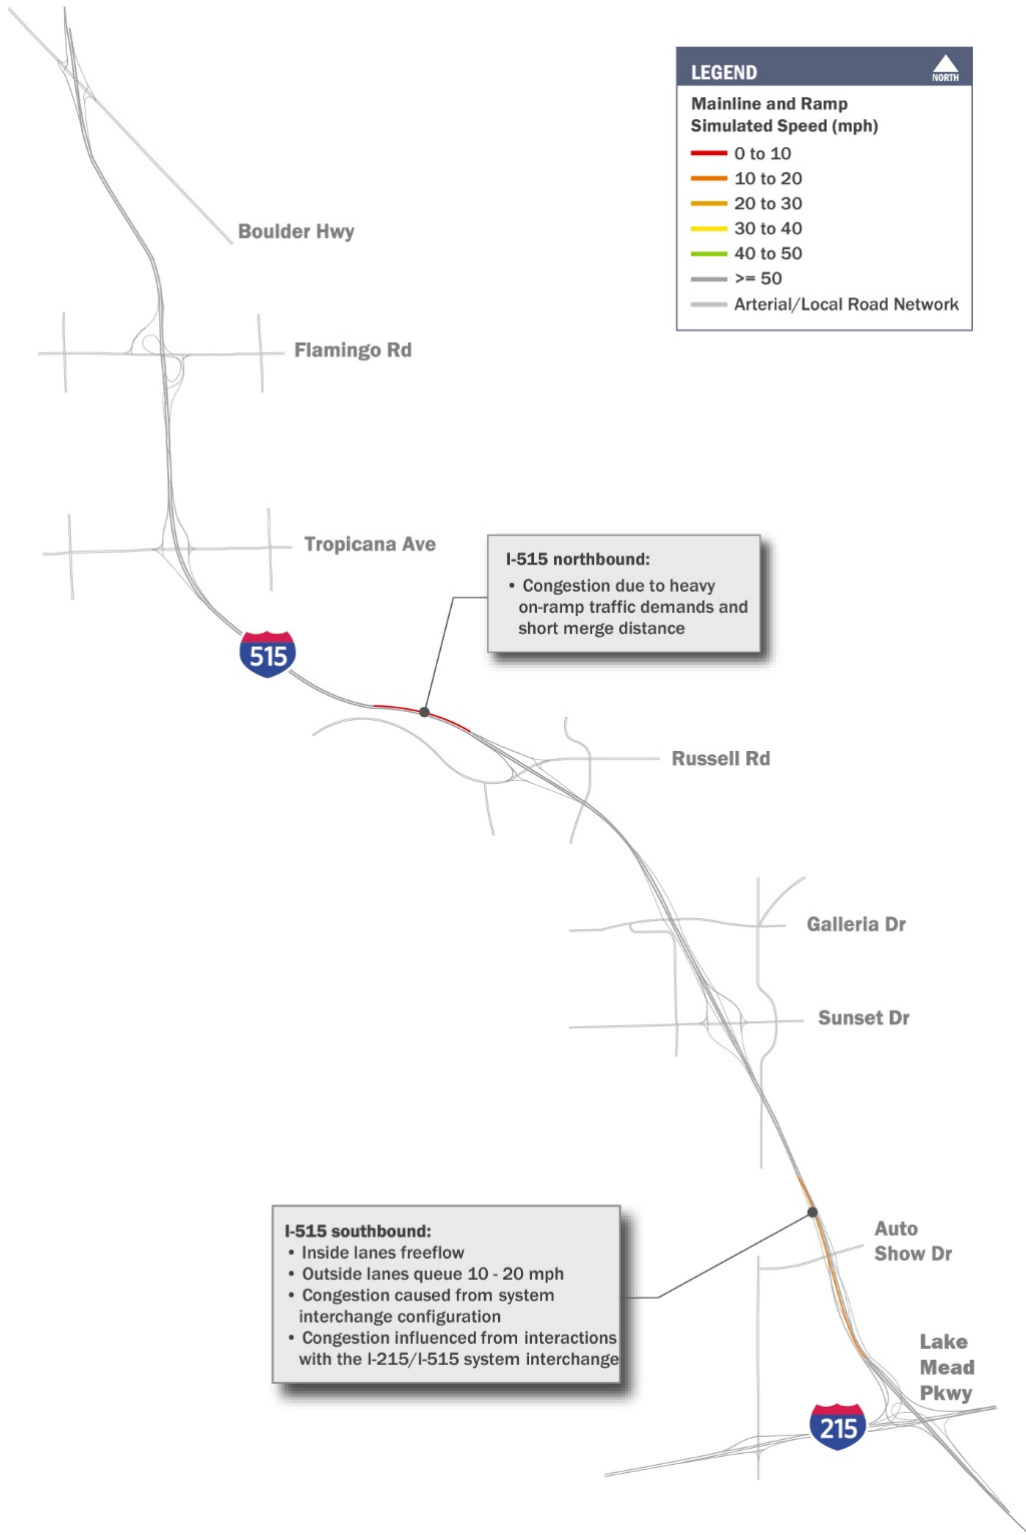 LEGEND
NORTH
Mainline and Ramp
Simulated Speed (mph)
0 to 10
10 to 20
20 to 30
30 to 40
40 to 50
>= 50
Arterial/Local Road Network
Boulder Hwy
Flamingo Rd
Tropicana Ave
I-515 northbound:
• Congestion due to heavy
on-ramp traffic demands and
short merge distance
515
Russell Rd
Galleria Dr
Sunset Dr
I-515 southbound:
• Inside lanes freeflow
• Outside lanes queue 10 - 20 mph
• Congestion caused from system
interchange configuration
• Congestion influenced from interactions
with the I-215/I-515 system interchange
Auto
Show Dr
Lake
Mead
Pkwy
215